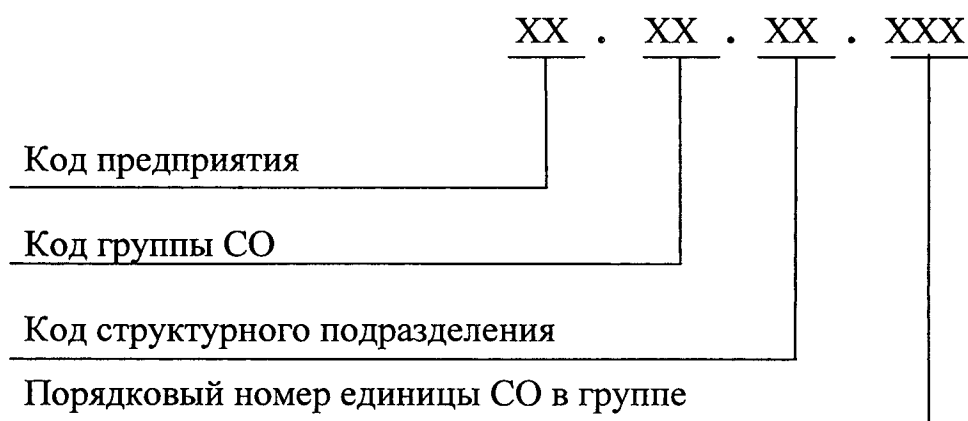 XX . XX . XX . XXX
Код предприятия
Код группы СО
Код структурного подразделения
Порядковый номер единицы СО в группе